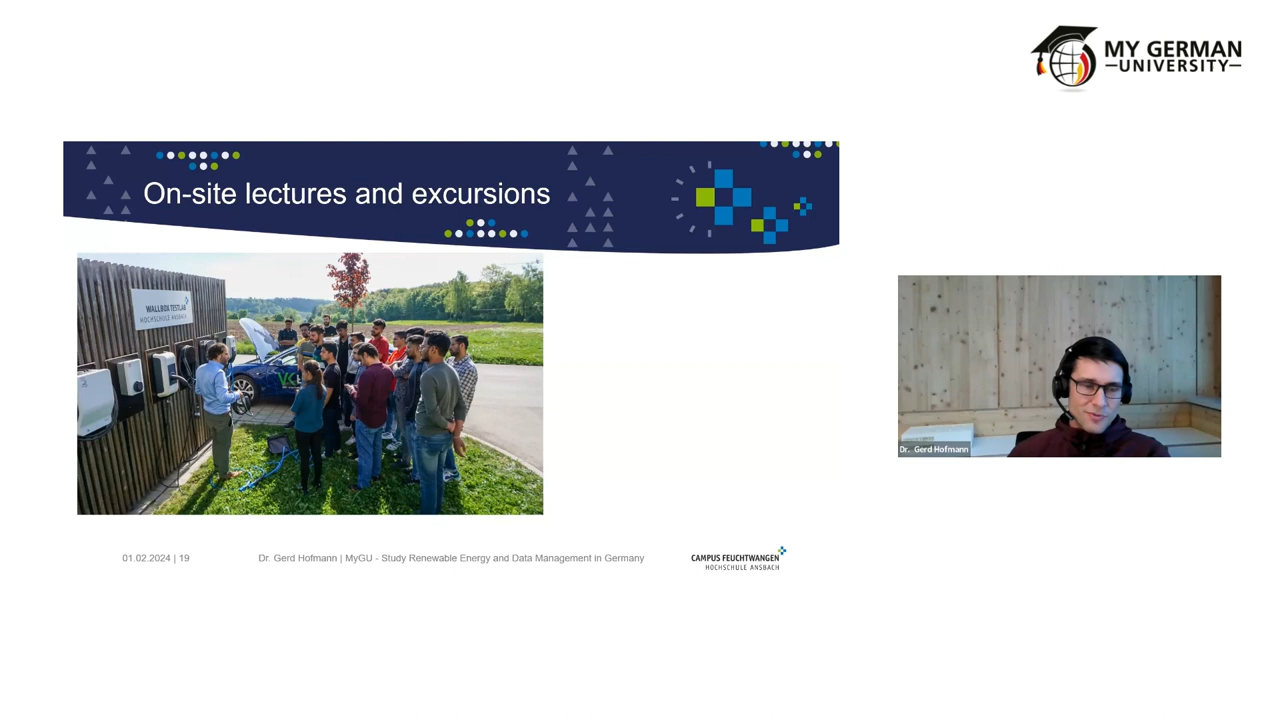 MY GERMAN
UNIVERSITY
On-site lectures and excursions
WALLBOX TESTLAB
HOCHSCHULE ANSBACH
Dr. Gerd Hofmann
01.02.2024 | 19
Dr. Gerd Hofmann | MyGU - Study Renewable Energy and Data Management in Germany
CAMPUS FEUCHTWANGEN
HOCHSCHULE ANSBACH